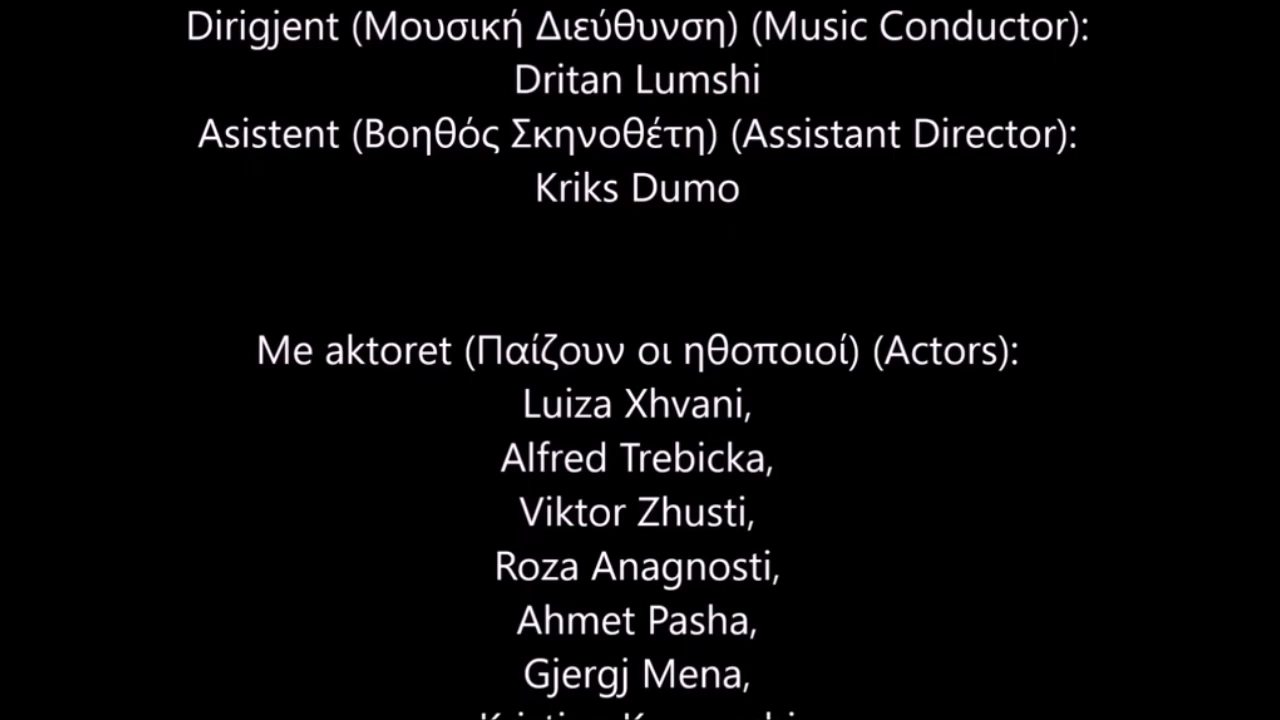 Dirigjent (Μουσική Διεύθυνση) (Music Conductor):
Dritan Lumshi
Asistent (Βοηθός Σκηνοθέτη) (Assistant Director):
Kriks Dumo
Me aktoret (Παίζουν οι ηθοποιοί) (Actors):
Luiza Xhvani,
Alfred Trebicka,
Viktor Zhusti,
Roza Anagnosti,
Ahmet Pasha,
Gjergj Mena,